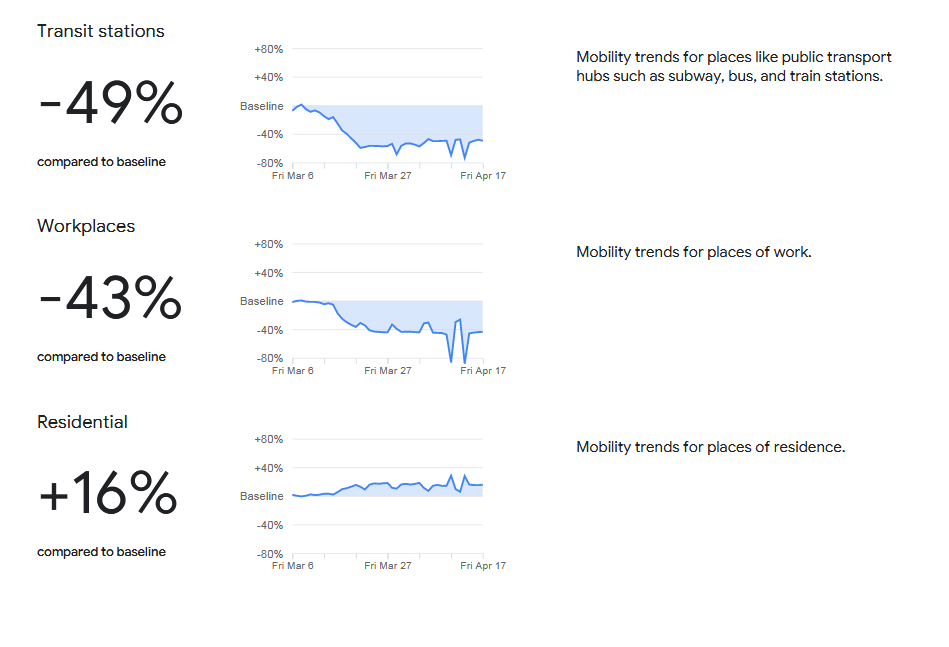 Transit stations
-49%
compared to baseline
+80%
+40%
Baseline
-40%
-80%
Fri Mar 6
Fri Mar 27
Fri Apr 17
Mobility trends for places like public transport
hubs such as subway, bus, and train stations.
Workplaces
-43%
compared to baseline
+80%
+40%
Baseline
-40%
-80%
Fri Mar 6
Fri Mar 27
Fri Apr 17
Mobility trends for places of work.
Residential
+16%
compared to baseline
+80%
+40%
Baseline
-40%
-80%
Fri Mar 6
Fri Mar 27
Fri Apr 17
Mobility trends for places of residence.